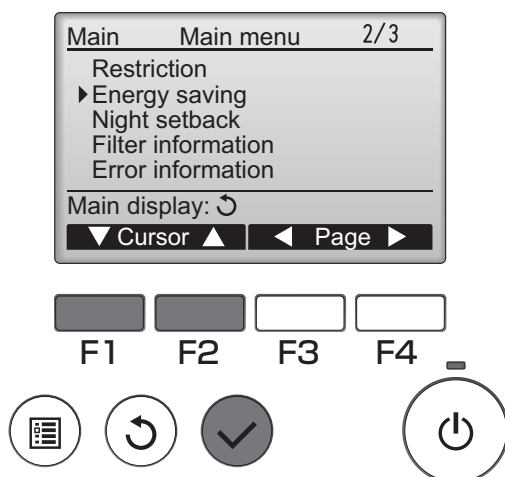 Main Main menu 2/3
Restriction
Energy saving
Night setback
Filter information
Error information
Main display:
Cursor Page
F1 F2 F3 F4